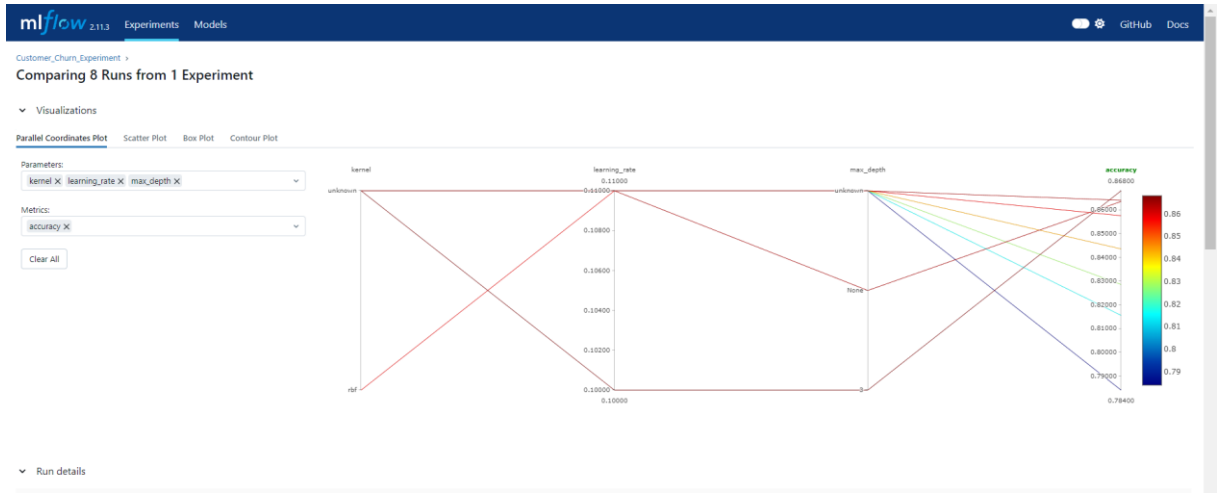 mlflow 2.11.3 Experiments Models GitHub Docs
Customer_Churn_Experiment >
Comparing 8 Runs from 1 Experiment
Visualizations
Parallel Coordinates Plot Scatter Plot Box Plot Contour Plot
Parameters:
kernel X learning_rate X max_depth X
Metrics:
accuracy X
Clear All
kernel learning_rate max_depth accuracy
0.11000 0.86800
unknown 0.11000 unknown
0.86000 0.86
0.10800 0.85000 0.85
0.84000 0.84
0.10600 0.83000 0.83
None
0.10400 0.82000 0.82
0.81000 0.81
0.10200 0.80000 0.8
0.79000 0.79
rbf 0.10000 8
0.10000 0.78400
Run details